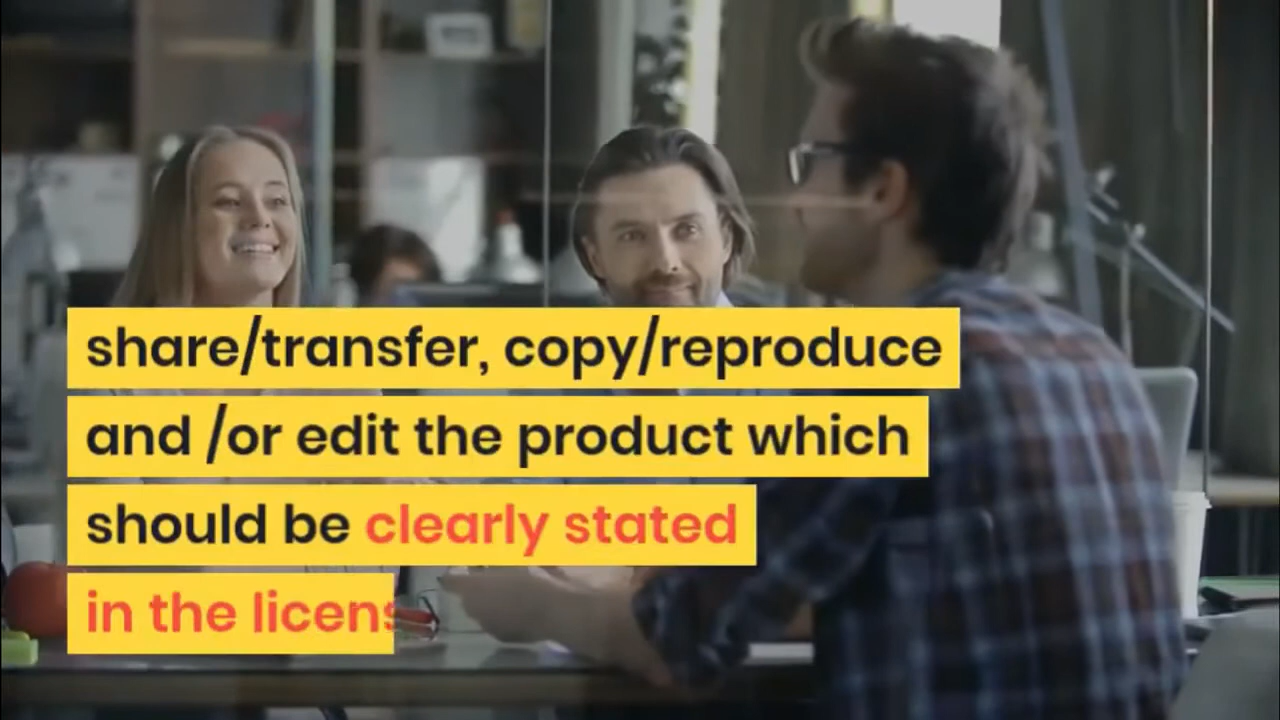 share/transfer, copy/reproduce
and /or edit the product which
should be clearly stated
in the licens